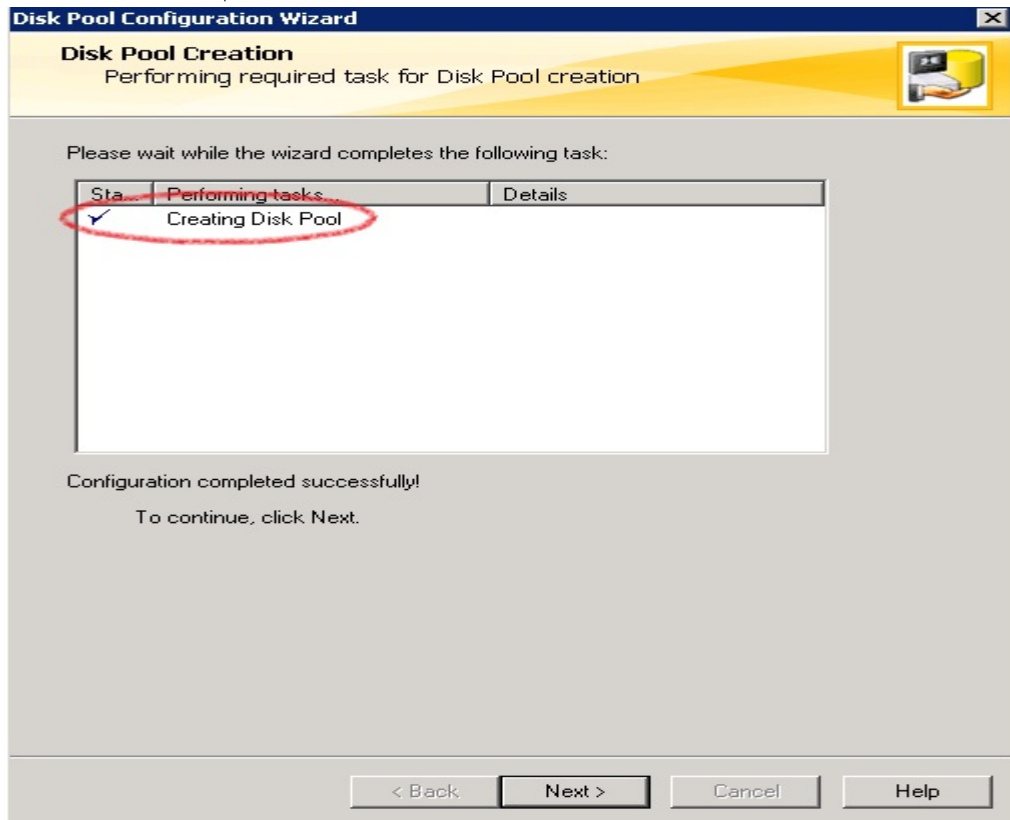 Disk Pool Configuration Wizard
Disk Pool Creation
Performing required task for Disk Pool creation
Please wait while the wizard completes the following task:
Sta... Performing tasks... Details
Creating Disk Pool
Configuration completed successfully!
To continue, click Next.
< Back Next > Cancel Help